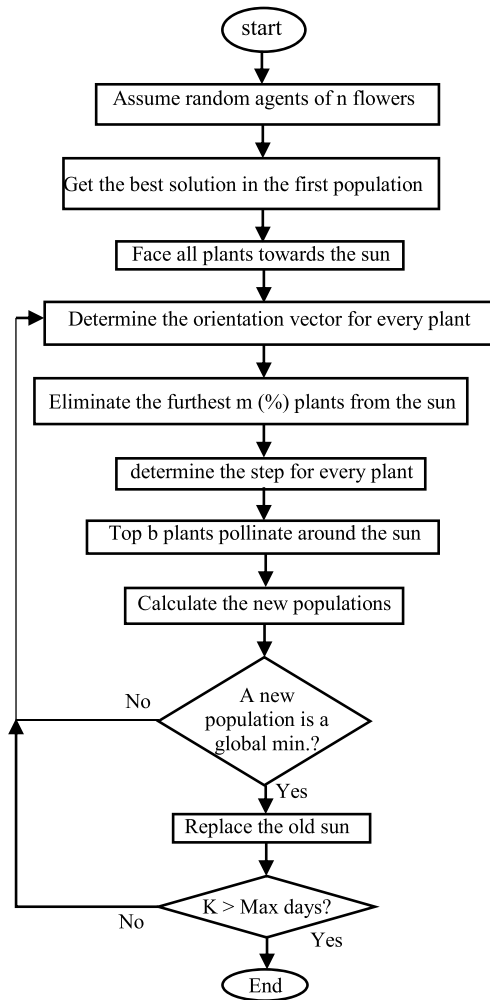 start
Assume random agents of n flowers
Get the best solution in the first population
Face all plants towards the sun
Determine the orientation vector for every plant
Eliminate the furthest m (%) plants from the sun
determine the step for every plant
Top b plants pollinate around the sun
Calculate the new populations
No
A new
population is a
global min.?
Yes
Replace the old sun
K > Max days?
No
Yes
End